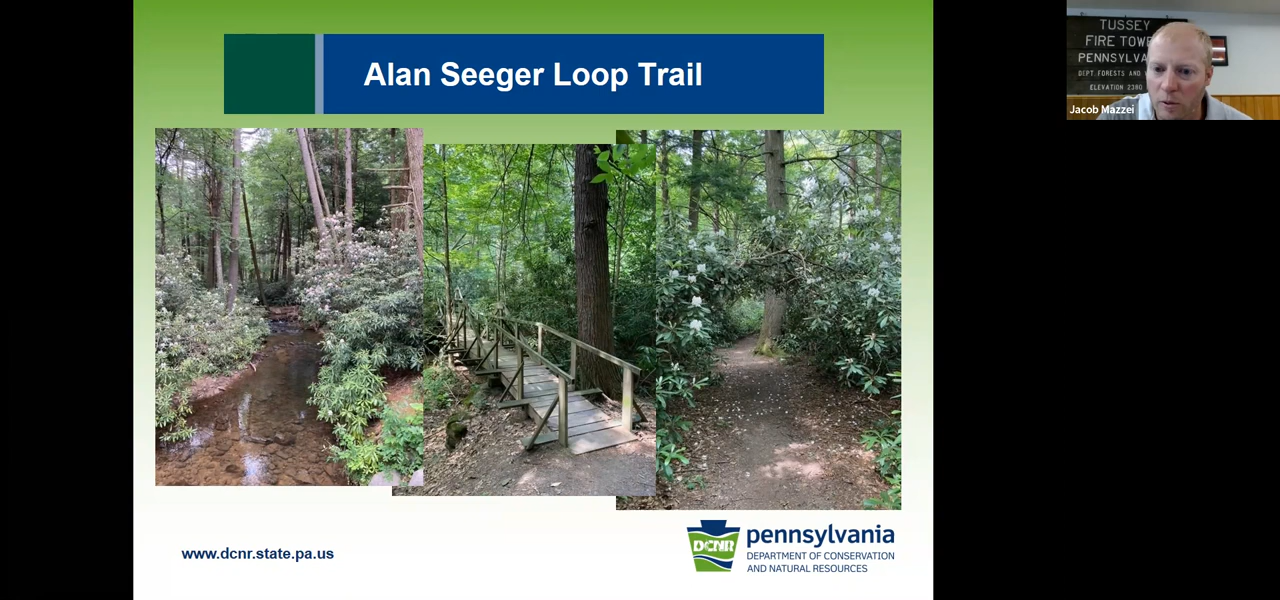 Alan Seeger Loop Trail
TUSSEY
FIRE TOWE
PENNSYLVA
DEPT FORESTS AND
ELEVATION 2380
Jacob Mazzei
www.dcnr.state.pa.us
DCNR
pennsylvania
DEPARTMENT OF CONSERVATION
AND NATURAL RESOURCES